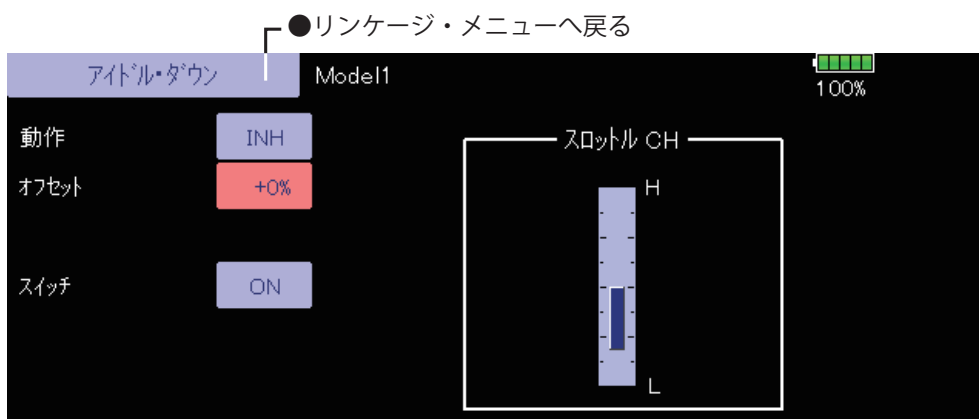 ●リンケージ・メニューへ戻る
アイドル・ダウン Model1
100%
動作 INH
スロットル CH
オフセット +0%
H
スイッチ ON
L